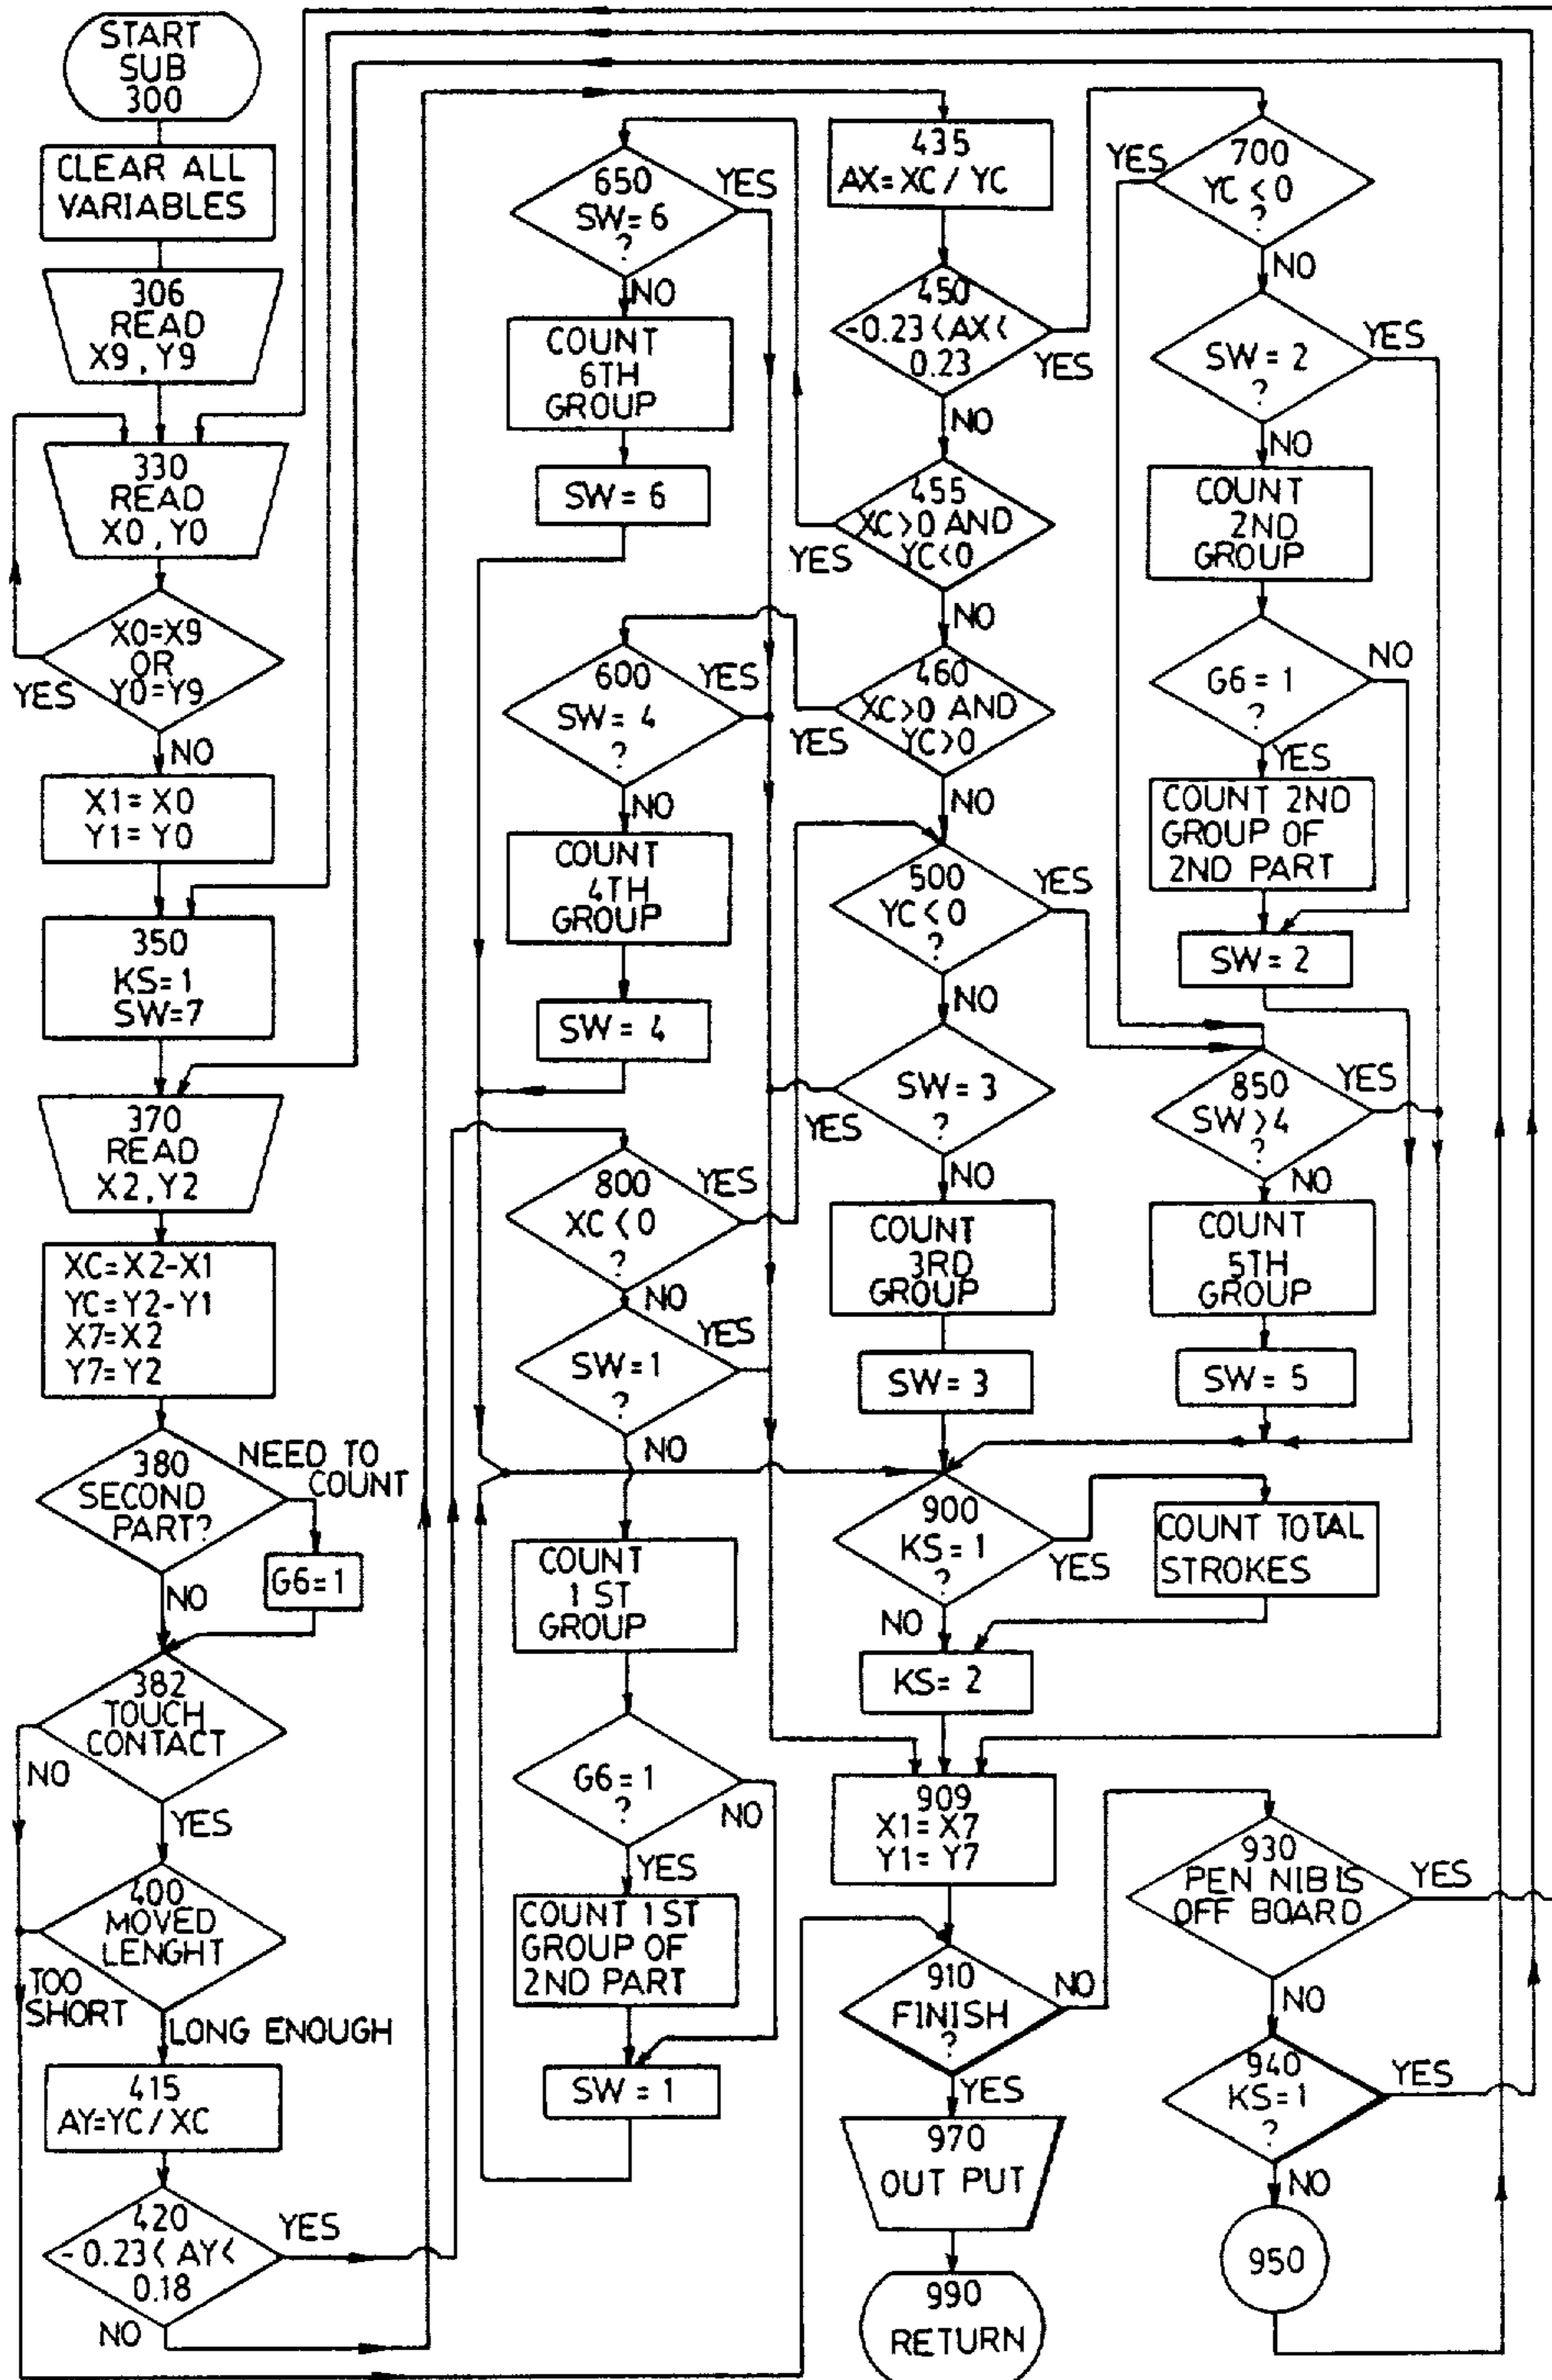 START
SUB
300
CLEAR ALL
VARIABLES
306
READ
X9, Y9
330
READ
X0, Y0
X0=X9
OR
Y0=Y9
YES
NO
X1=X0
Y1=Y0
350
KS=1
SW=7
370
READ
X2,Y2
XC=X2-X1
YC=Y2-Y1
X7=X2
Y7=Y2
380
SECOND
PART?
NEED TO
COUNT
G6=1
NO
382
TOUCH
CONTACT
NO
YES
400
MOVED
LENGHT
TOO
SHORT
LONG ENOUGH
415
AY=YC/XC
420
-0.23<AY<
0.18
YES
NO
650
SW=6
?
YES
NO
COUNT
6TH
GROUP
SW=6
600
SW=4
?
YES
NO
COUNT
4TH
GROUP
SW=4
800
XC<0
?
YES
NO
SW=1
?
YES
NO
COUNT
1ST
GROUP
G6=1
?
NO
YES
COUNT 1ST
GROUP OF
2ND PART
SW=1
435
AX=XC/YC
450
-0.23<AX<
0.23
YES
NO
455
XC>0 AND
YC<0
YES
NO
460
XC>0 AND
YC>0
YES
NO
500
YC<0
?
YES
NO
SW=3
?
YES
NO
COUNT
3RD
GROUP
SW=3
900
KS=1
?
YES
NO
COUNT TOTAL
STROKES
KS=2
909
X1=X7
Y1=Y7
910
FINISH
?
NO
YES
970
OUT PUT
990
RETURN
700
YC<0
?
YES
NO
SW=2
?
YES
NO
COUNT
2ND
GROUP
G6=1
?
NO
YES
COUNT 2ND
GROUP OF
2ND PART
SW=2
850
SW>4
?
YES
NO
COUNT
5TH
GROUP
SW=5
930
PEN NIB IS
OFF BOARD
YES
NO
940
KS=1
?
YES
NO
950